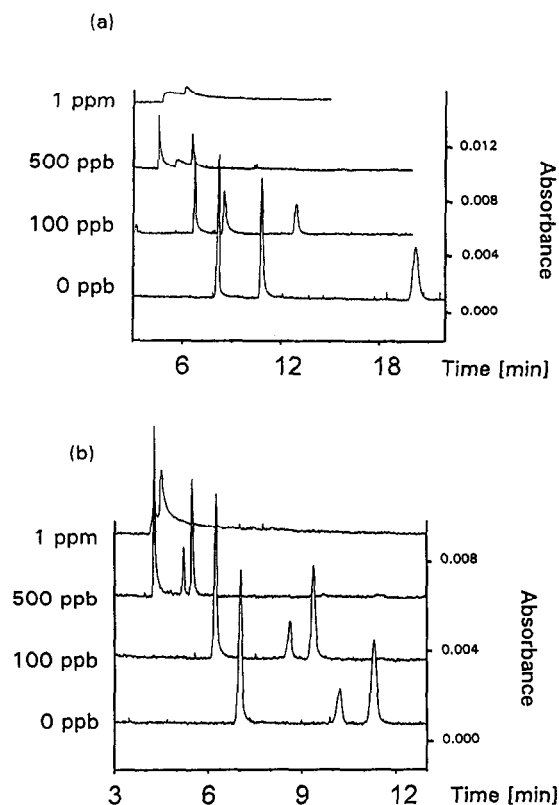 (a)
1 ppm
500 ppb
100 ppb
0 ppb
0.012
0.008
0.004
0.000
Absorbance
6 12 18 Time [min]
(b)
1 ppm
500 ppb
100 ppb
0 ppb
0.008
0.004
0.000
Absorbance
3 6 9 12 Time [min]